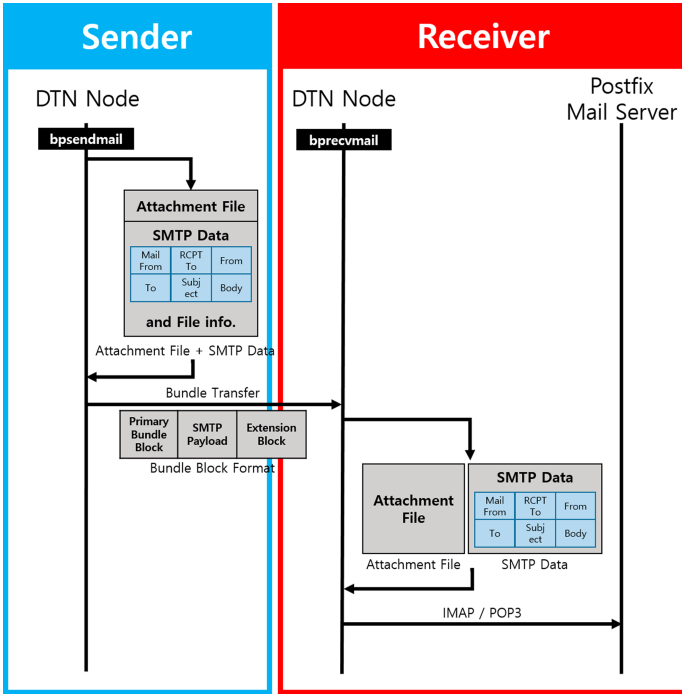 Sender
Receiver
DTN Node
DTN Node
Postfix
Mail Server
bpsendmail
bprecvmail
Attachment File
SMTP Data
Mail
From
RCPT
To
From
To
Subj
ect
Body
and File info.
Attachment File + SMTP Data
Bundle Transfer
Primary
Bundle
Block
SMTP
Payload
Extension
Block
Bundle Block Format
Attachment
File
SMTP Data
Mail
From
RCPT
To
From
To
Subj
ect
Body
Attachment File
SMTP Data
IMAP / POP3